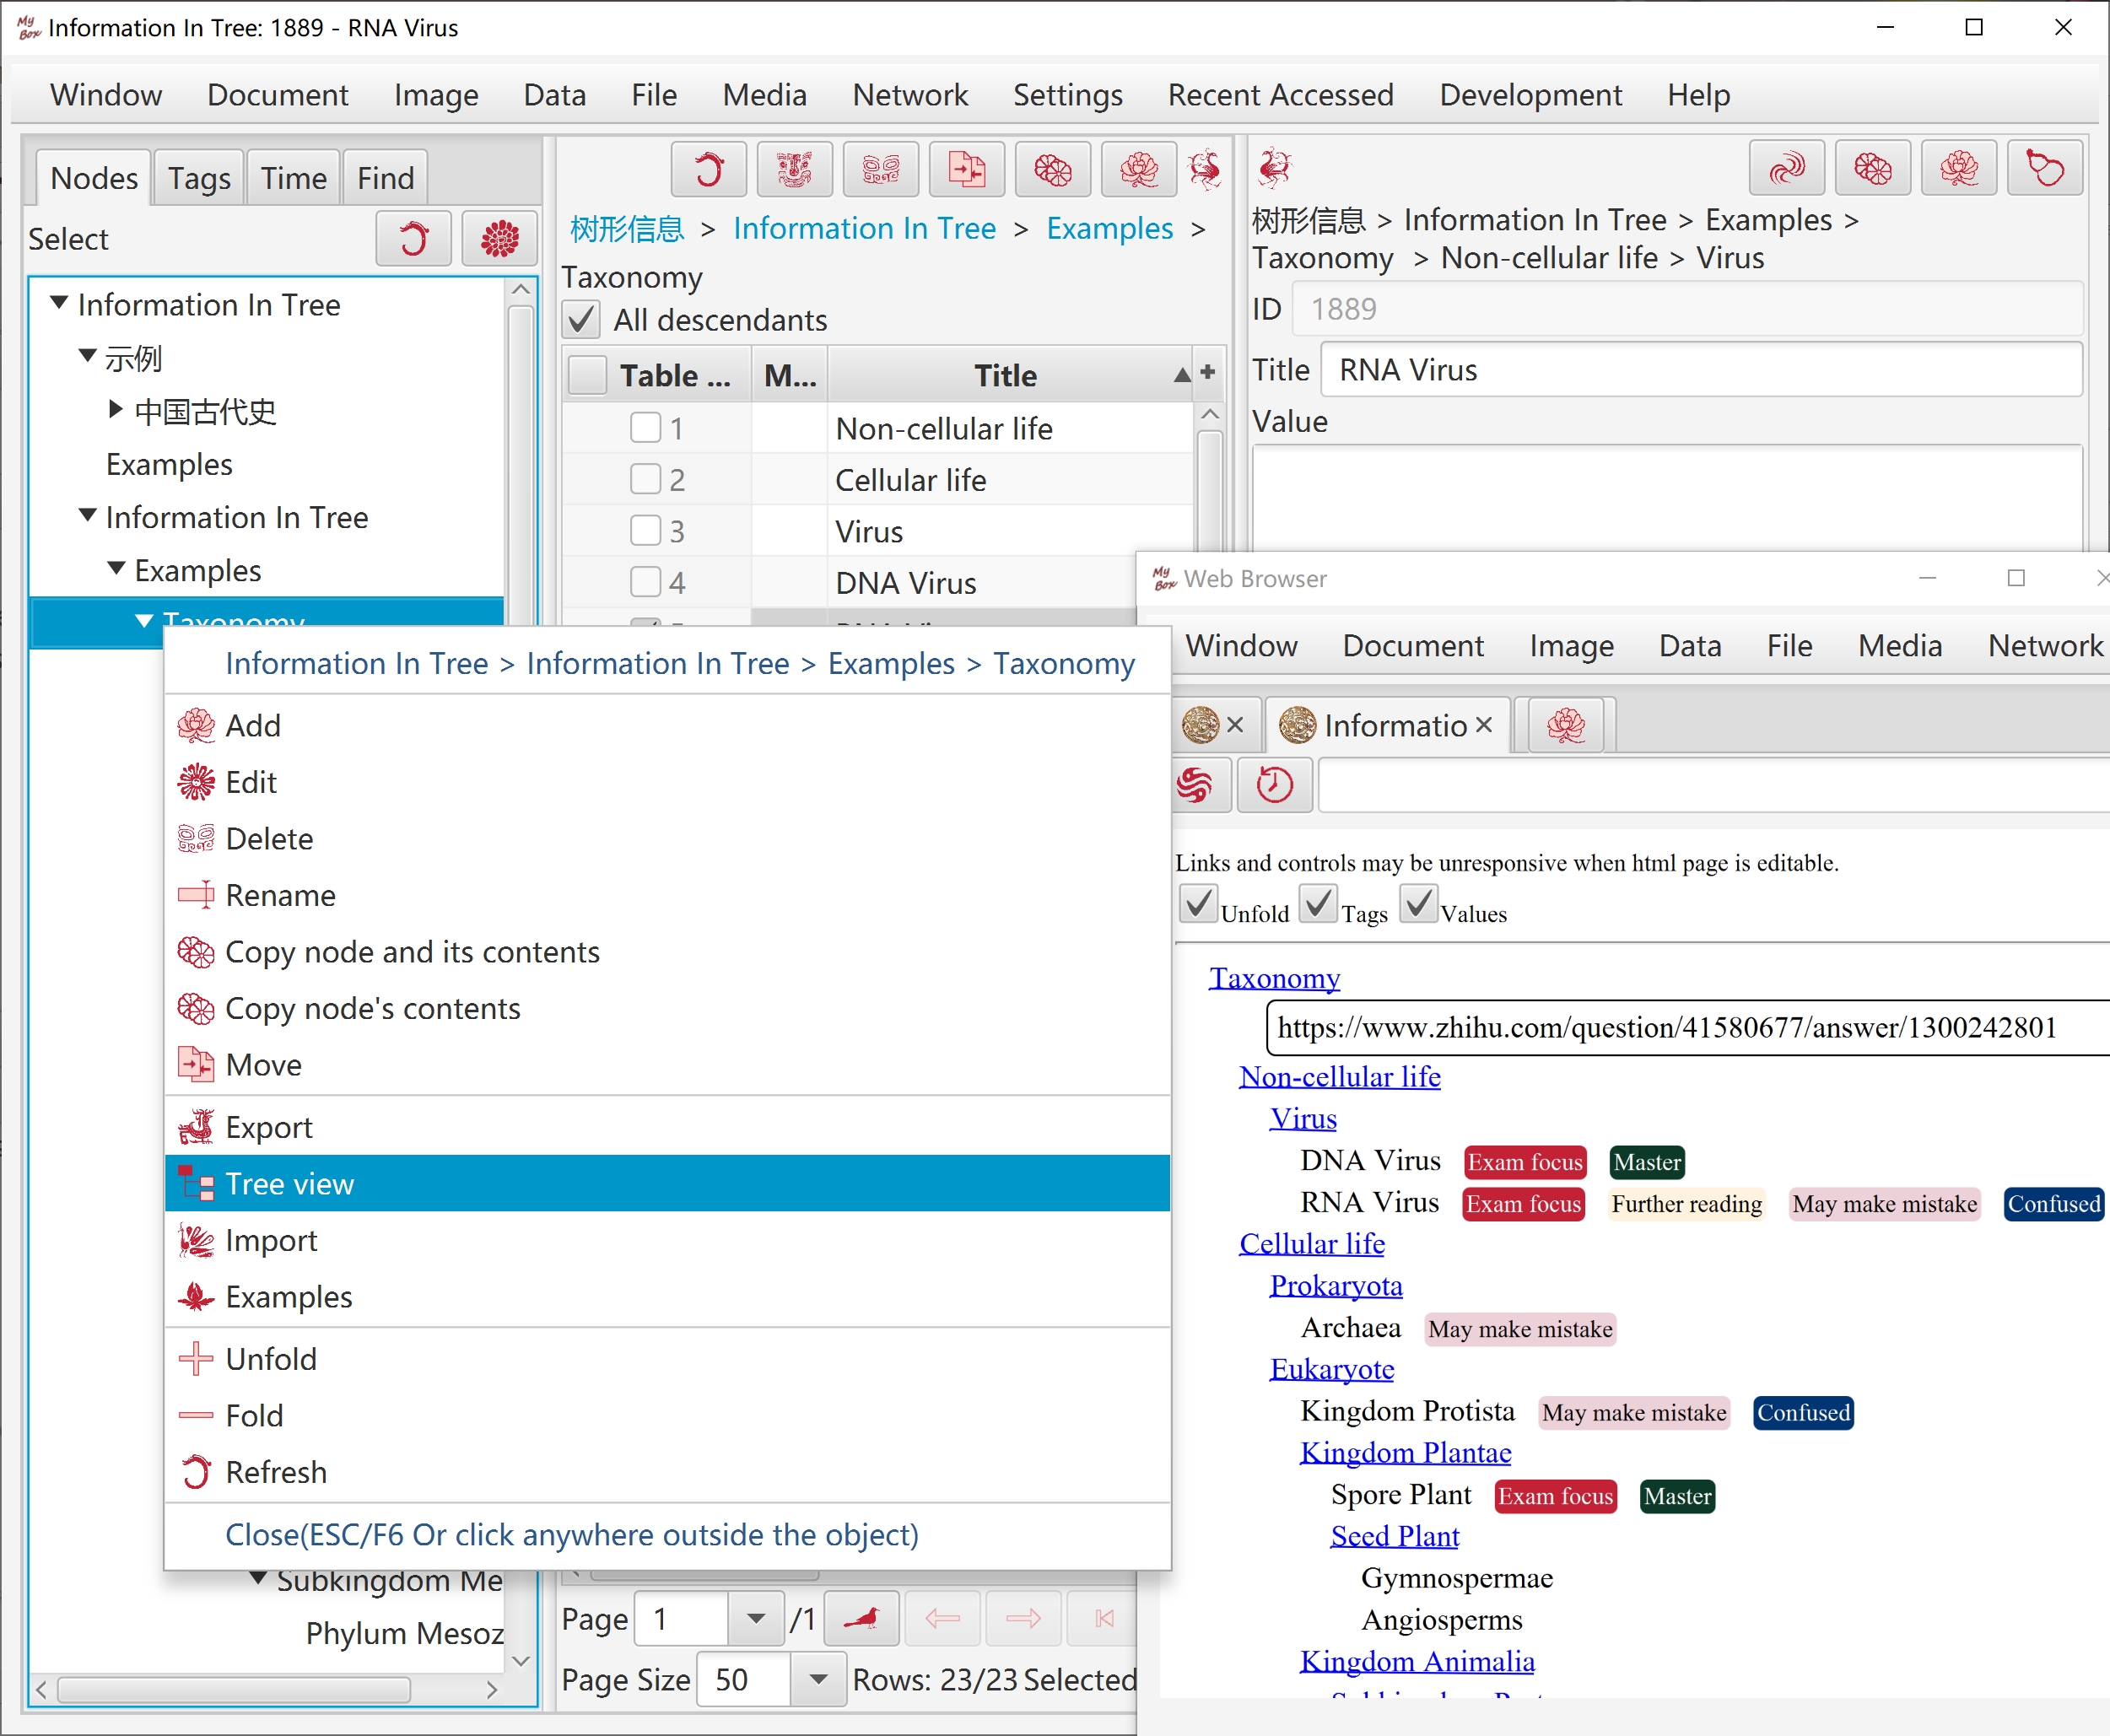 My Box Information In Tree: 1889 - RNA Virus
Window Document Image Data File Media Network Settings Recent Accessed Development Help
Nodes Tags Time Find
Select
Information In Tree
示例
中国古代史
Examples
Information In Tree
Examples
Taxonomy
Subkingdom Me
Phylum Mesoz
树形信息 > Information In Tree > Examples >
Taxonomy
All descendants
Table ... M... Title
1 Non-cellular life
2 Cellular life
3 Virus
4 DNA Virus
Page 1 /1
Page Size 50 Rows: 23/23 Selected
树形信息 > Information In Tree > Examples >
Taxonomy > Non-cellular life > Virus
ID 1889
Title RNA Virus
Value
Information In Tree > Information In Tree > Examples > Taxonomy
Add
Edit
Delete
Rename
Copy node and its contents
Copy node's contents
Move
Export
Tree view
Import
Examples
Unfold
Fold
Refresh
Close(ESC/F6 Or click anywhere outside the object)
My Box Web Browser
Window Document Image Data File Media Network
Informatio
Links and controls may be unresponsive when html page is editable.
Unfold Tags Values
Taxonomy
https://www.zhihu.com/question/41580677/answer/1300242801
Non-cellular life
Virus
DNA Virus Exam focus Master
RNA Virus Exam focus Further reading May make mistake Confused
Cellular life
Prokaryota
Archaea May make mistake
Eukaryote
Kingdom Protista May make mistake Confused
Kingdom Plantae
Spore Plant Exam focus Master
Seed Plant
Gymnospermae
Angiosperms
Kingdom Animalia